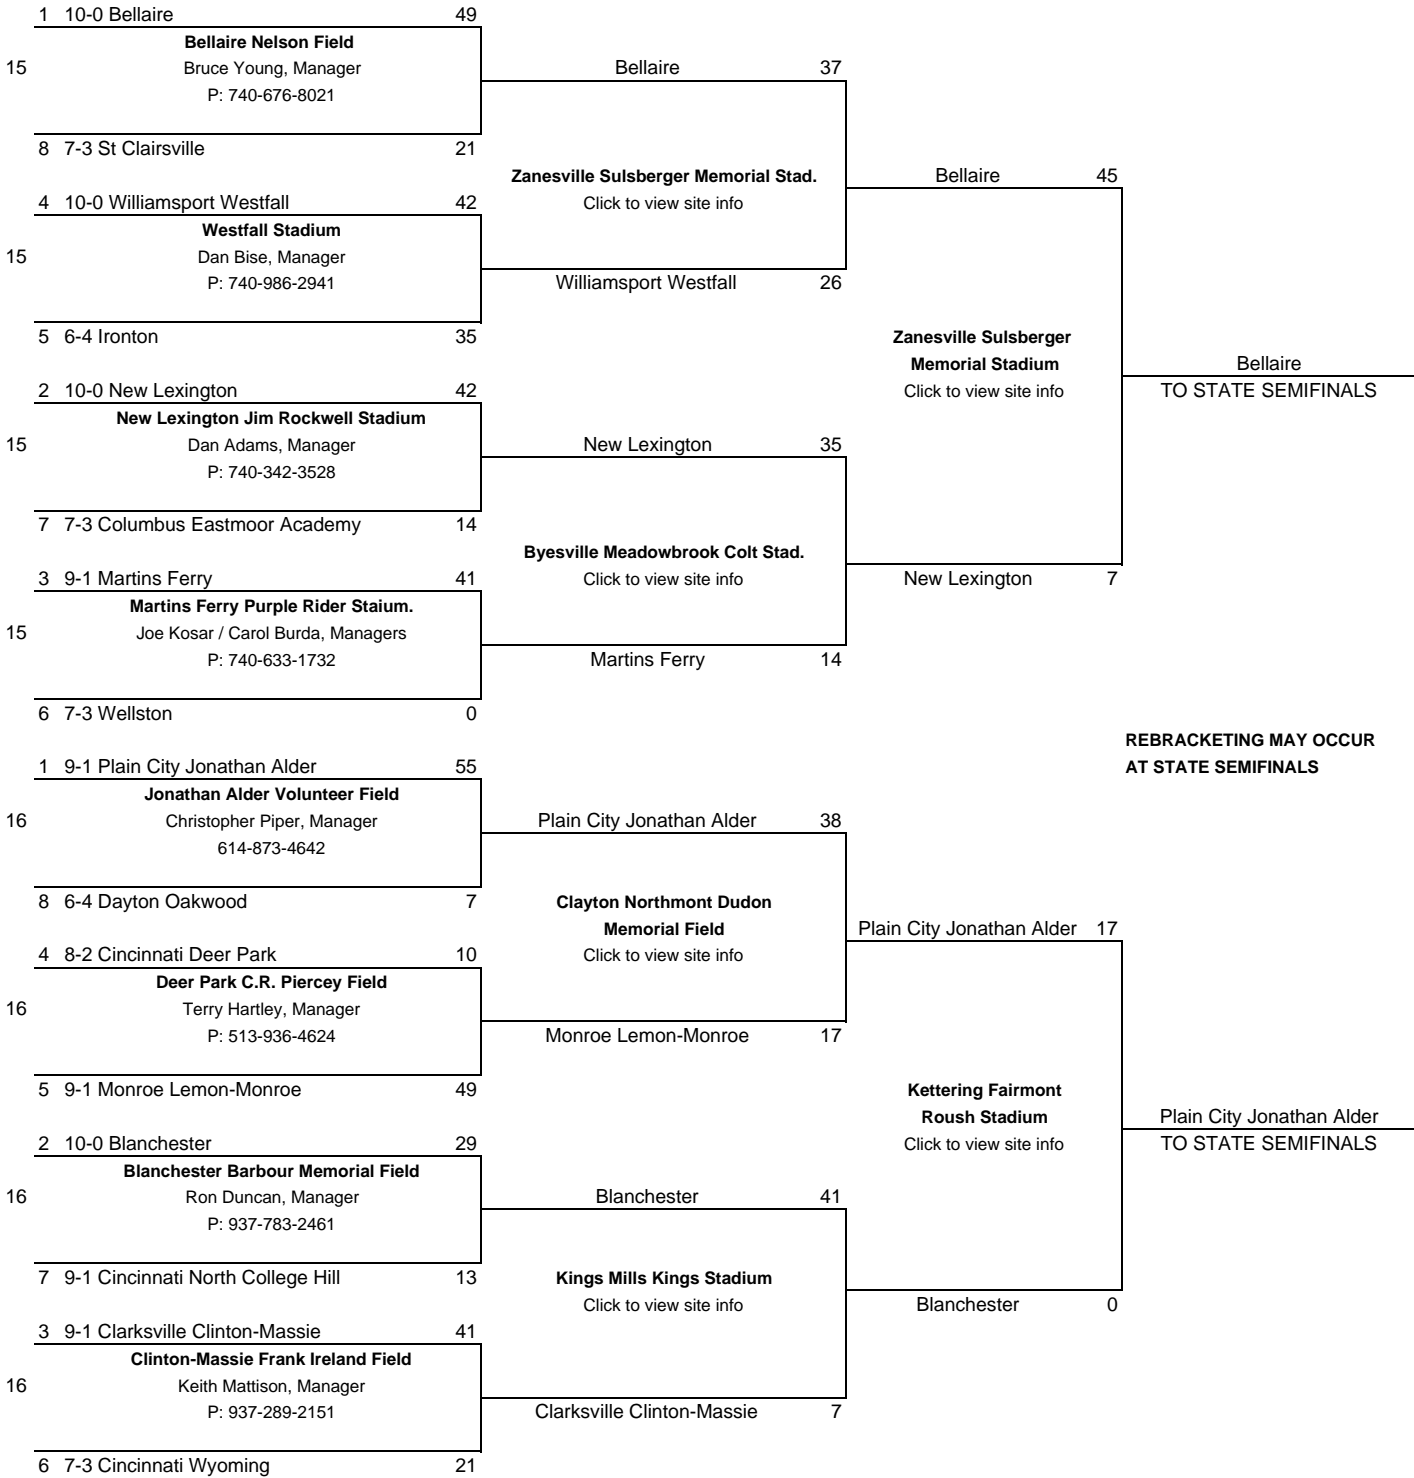 1 10-0 Bellaire 49
Bellaire Nelson Field
15 Bruce Young, Manager Bellaire 37
P: 740-676-8021
8 7-3 St Clairsville 21
Zanesville Sulsberger Memorial Stad. Bellaire 45
4 10-0 Williamsport Westfall 42 Click to view site info
Westfall Stadium
15 Dan Bise, Manager
P: 740-986-2941 Williamsport Westfall 26
5 6-4 Ironton 35 Zanesville Sulsberger
Memorial Stadium Bellaire
2 10-0 New Lexington 42 Click to view site info TO STATE SEMIFINALS
New Lexington Jim Rockwell Stadium
15 Dan Adams, Manager New Lexington 35
P: 740-342-3528
7 7-3 Columbus Eastmoor Academy 14
Byesville Meadowbrook Colt Stad.
3 9-1 Martins Ferry 41 Click to view site info New Lexington 7
Martins Ferry Purple Rider Staium.
15 Joe Kosar / Carol Burda, Managers
P: 740-633-1732 Martins Ferry 14
6 7-3 Wellston 0
REBRACKETING MAY OCCUR
1 9-1 Plain City Jonathan Alder 55 AT STATE SEMIFINALS
Jonathan Alder Volunteer Field
16 Christopher Piper, Manager Plain City Jonathan Alder 38
614-873-4642
8 6-4 Dayton Oakwood 7 Clayton Northmont Dudon
Memorial Field Plain City Jonathan Alder 17
4 8-2 Cincinnati Deer Park 10 Click to view site info
Deer Park C.R. Piercey Field
16 Terry Hartley, Manager
P: 513-936-4624 Monroe Lemon-Monroe 17
5 9-1 Monroe Lemon-Monroe 49 Kettering Fairmont
Roush Stadium Plain City Jonathan Alder
2 10-0 Blanchester 29 Click to view site info TO STATE SEMIFINALS
Blanchester Barbour Memorial Field
16 Ron Duncan, Manager Blanchester 41
P: 937-783-2461
7 9-1 Cincinnati North College Hill 13 Kings Mills Kings Stadium
Click to view site info Blanchester 0
3 9-1 Clarksville Clinton-Massie 41
Clinton-Massie Frank Ireland Field
16 Keith Mattison, Manager
P: 937-289-2151 Clarksville Clinton-Massie 7
6 7-3 Cincinnati Wyoming 21